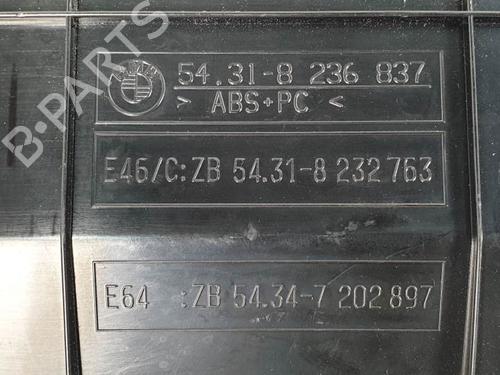 54.31-8 236 837
> ABS+PC <
E46/C:ZB 54.31-8 232 763
E64 :ZB 54.34-7 202 897
B-PARTS